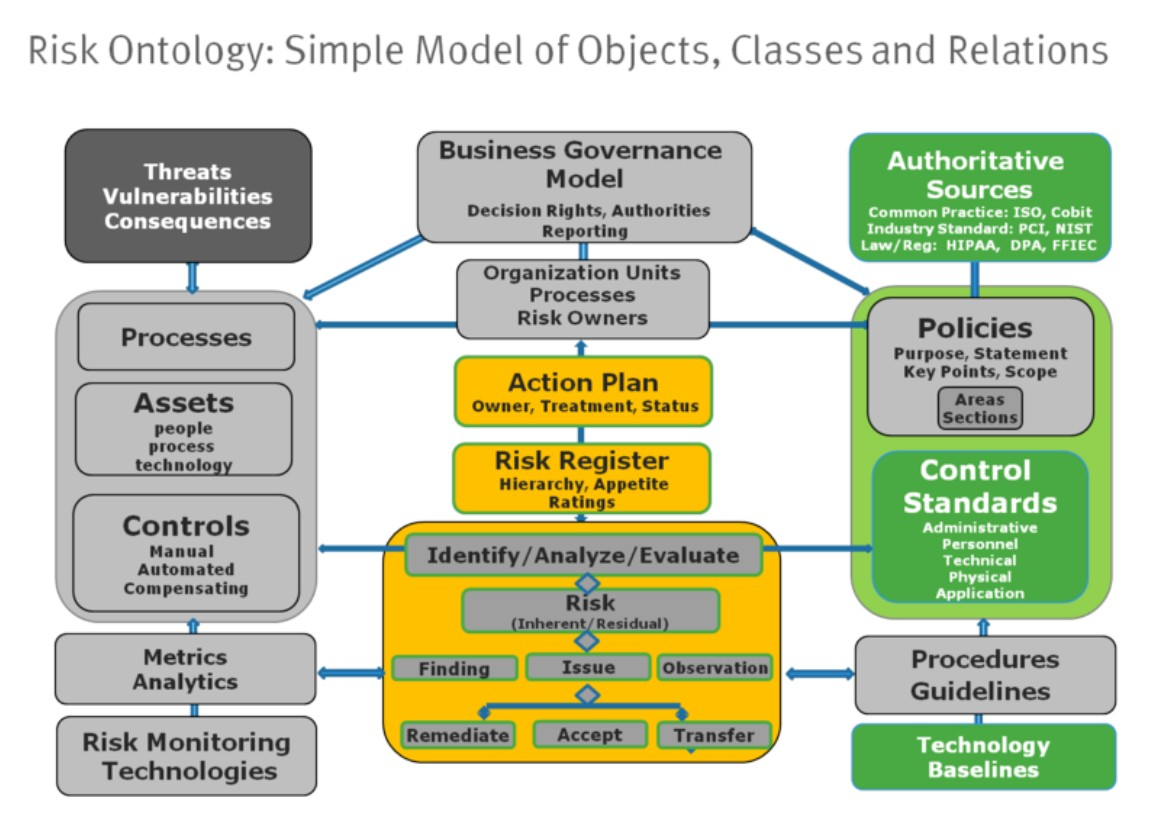 Risk Ontology: Simple Model of Objects, Classes and Relations
Threats
Vulnerabilities
Consequences
Business Governance
Model
Decision Rights, Authorities
Reporting
Authoritative
Sources
Common Practice: ISO, Cobit
Industry Standard: PCI, NIST
Law/Reg: HIPAA, DPA, FFIEC
Organization Units
Processes
Risk Owners
Processes
Assets
people
process
technology
Controls
Manual
Automated
Compensating
Action Plan
Owner, Treatment, Status
Risk Register
Hierarchy, Appetite
Ratings
Policies
Purpose, Statement
Key Points, Scope
Areas
Sections
Control
Standards
Administrative
Personnel
Technical
Physical
Application
Identify/Analyze/Evaluate
Risk
(Inherent/Residual)
Finding
Issue
Observation
Remediate
Accept
Transfer
Metrics
Analytics
Risk Monitoring
Technologies
Procedures
Guidelines
Technology
Baselines